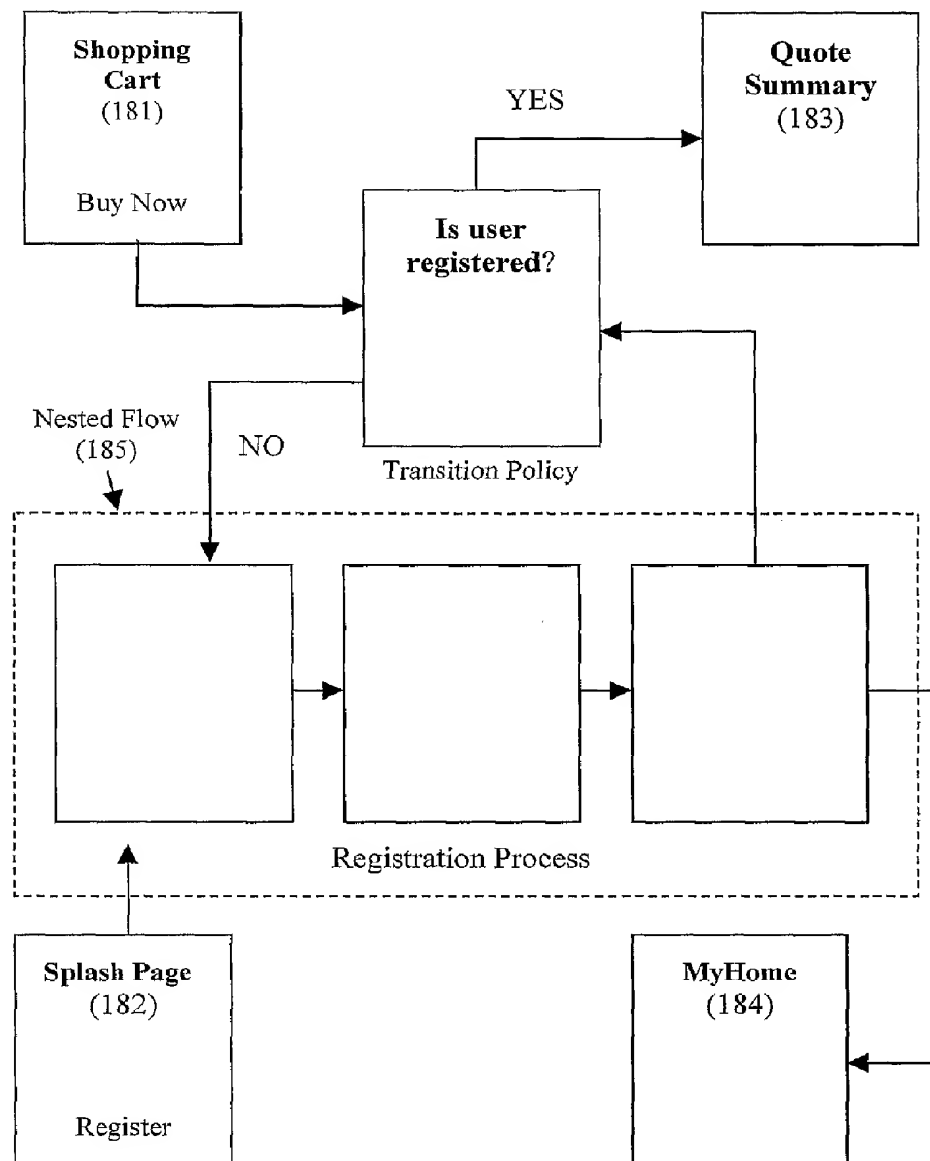 Shopping
Cart
(181)
Buy Now
YES
Quote
Summary
(183)
Is user
registered?
Transition Policy
Nested Flow
(185)
NO
Registration Process
Splash Page
(182)
Register
MyHome
(184)